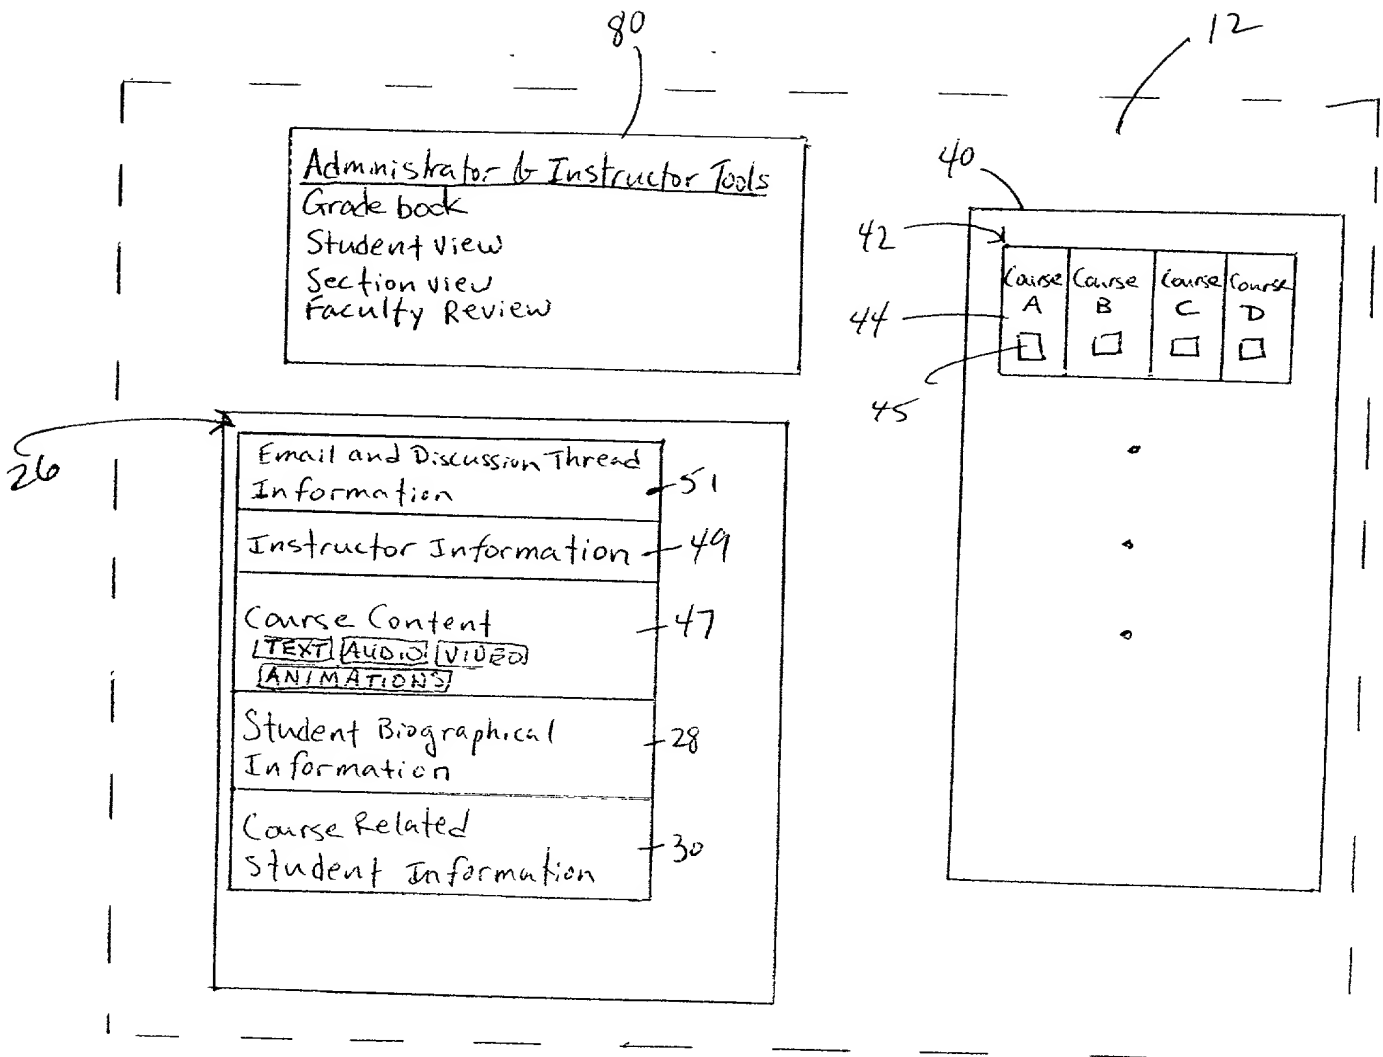 80
12
Administrator & Instructor Tools
Grade book
Student view
Section view
Faculty Review
40
42
Course Course Course Course
A B C D
44
45
26
Email and Discussion Thread
Information
51
Instructor Information
49
Course Content
47
TEXT AUDIO VIDEO
ANIMATIONS
Student Biographical
Information
28
Course Related
Student Information
30